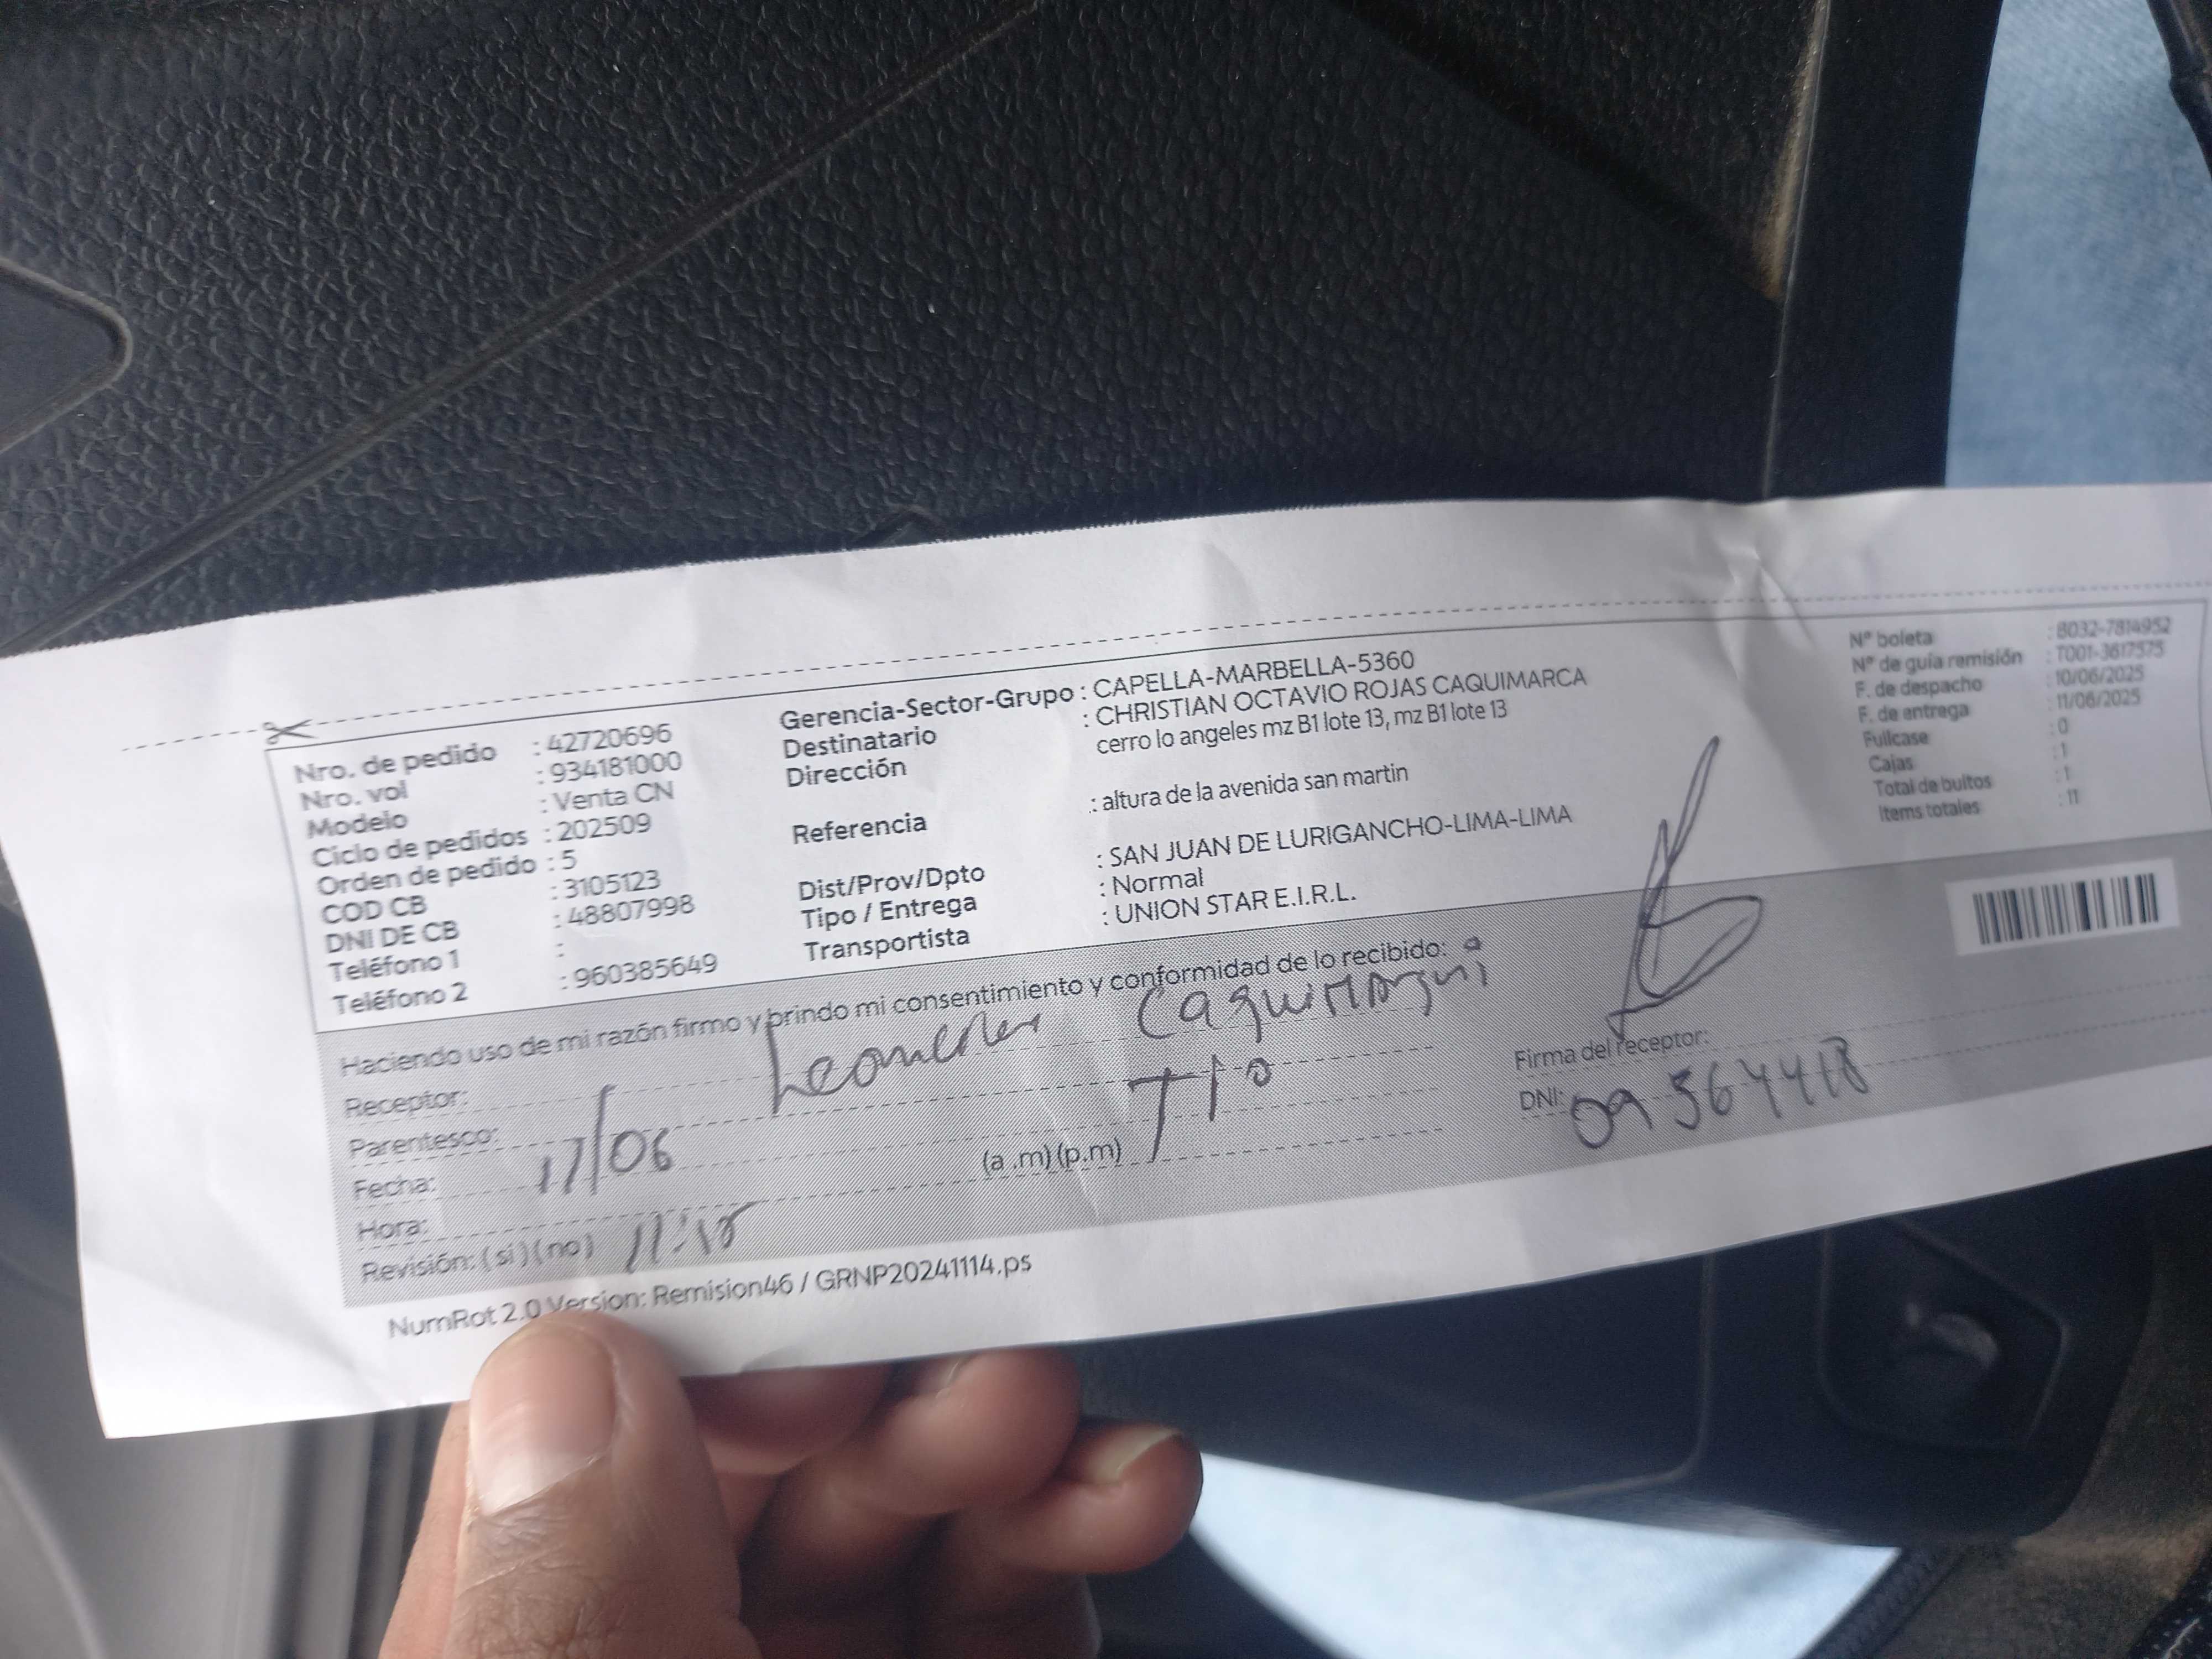 Nro. de pedido : 42720696
Nro. vol : 934181000
Modelo : Venta CN
Ciclo de pedidos : 202509
Orden de pedido : 5
COD CB : 3105123
DNI DE CB : 48807998
Teléfono 1 :
Teléfono 2 : 960385649
Gerencia-Sector-Grupo : CAPELLA-MARBELLA-5360
Destinatario : CHRISTIAN OCTAVIO ROJAS CAQUIMARCA
Dirección cerro lo angeles mz B1 lote 13, mz B1 lote 13
Referencia : altura de la avenida san martin
Dist/Prov/Dpto : SAN JUAN DE LURIGANCHO-LIMA-LIMA
Tipo / Entrega : Normal
Transportista : UNION STAR E.I.R.L.
N° boleta : B032-7814952
N° de guía remisión : T001-3617575
F. de despacho : 10/06/2025
F. de entrega : 11/06/2025
Fullcase : 0
Cajas : 1
Total de bultos : 1
Items totales : 11
Haciendo uso de mi razón firmo y brindo mi consentimiento y conformidad de lo recibido:
Receptor:
Parentesco: Tio
Fecha: 11/06
Hora: (a .m) (p.m)
Revisión: (si) (no) 11:18
Firma del receptor:
DNI:
NumRot 2.0 Version: Remision46 / GRNP20241114.ps